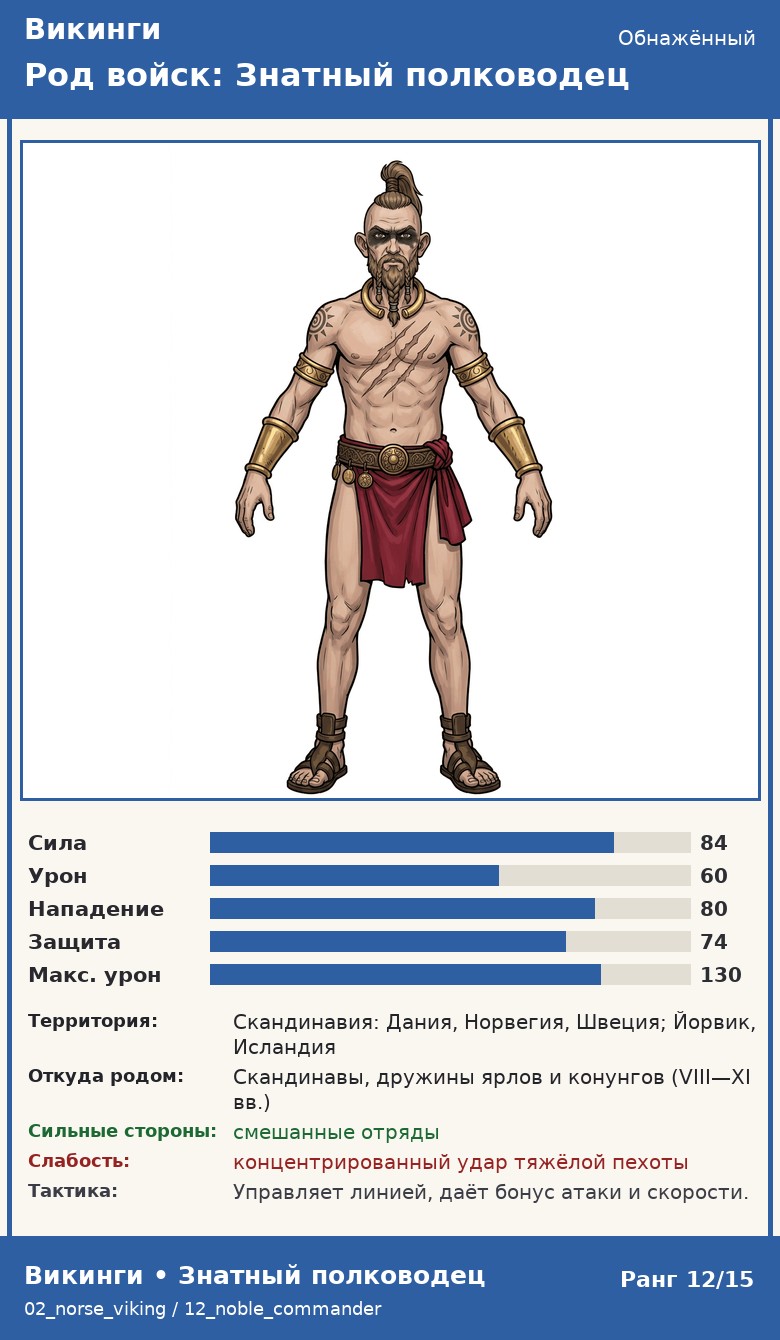 Викинги
Обнажённый
Род войск: Знатный полководец
Сила 84
Урон 60
Нападение 80
Защита 74
Макс. урон 130
Территория: Скандинавия: Дания, Норвегия, Швеция; Йорвик,
Исландия
Откуда родом: Скандинавы, дружины ярлов и конунгов (VIII—XI
вв.)
Сильные стороны: смешанные отряды
Слабость: концентрированный удар тяжёлой пехоты
Тактика: Управляет линией, даёт бонус атаки и скорости.
Викинги • Знатный полководец
Ранг 12/15
02_norse_viking / 12_noble_commander